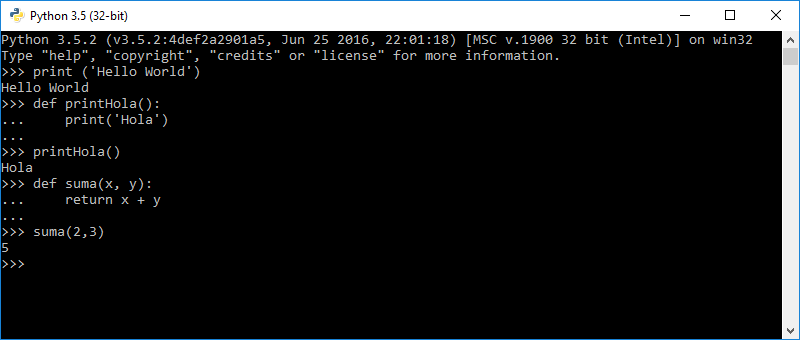 Python 3.5 (32-bit)
Python 3.5.2 (v3.5.2:4def2a2901a5, Jun 25 2016, 22:01:18) [MSC v.1900 32 bit (Intel)] on win32
Type "help", "copyright", "credits" or "license" for more information.
>>> print ('Hello World')
Hello World
>>> def printHola():
...     print('Hola')
...
>>> printHola()
Hola
>>> def suma(x, y):
...     return x + y
...
>>> suma(2,3)
5
>>>